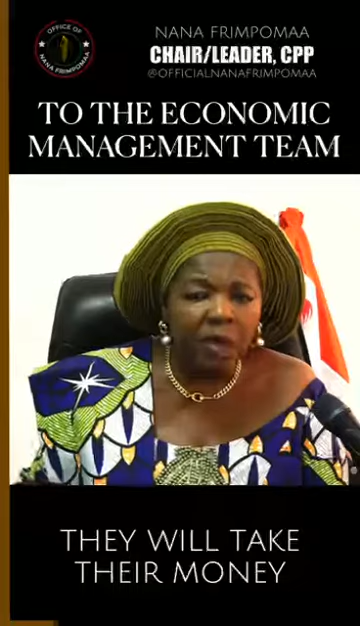 OFFICE OF
NANA FRIMPOMAA
NANA FRIMPOMAA
CHAIR/LEADER, CPP
@OFFICIALNANAFRIMPOMAA
TO THE ECONOMIC
MANAGEMENT TEAM
THEY WILL TAKE
THEIR MONEY